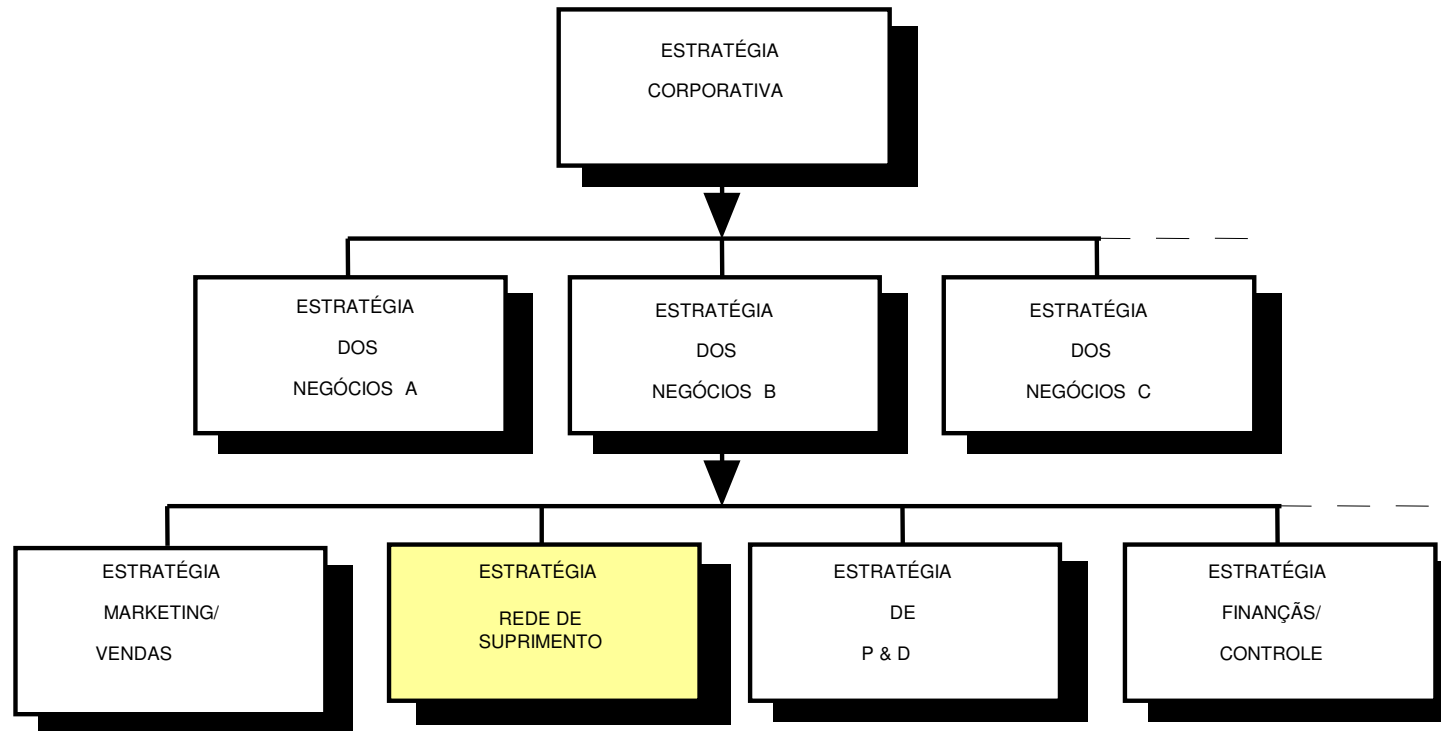 ESTRATÉGIA
CORPORATIVA
ESTRATÉGIA
DOS
NEGÓCIOS A
ESTRATÉGIA
DOS
NEGÓCIOS B
ESTRATÉGIA
DOS
NEGÓCIOS C
ESTRATÉGIA
MARKETING/
VENDAS
ESTRATÉGIA
REDE DE
SUPRIMENTO
ESTRATÉGIA
DE
P & D
ESTRATÉGIA
FINANÇÃS/
CONTROLE